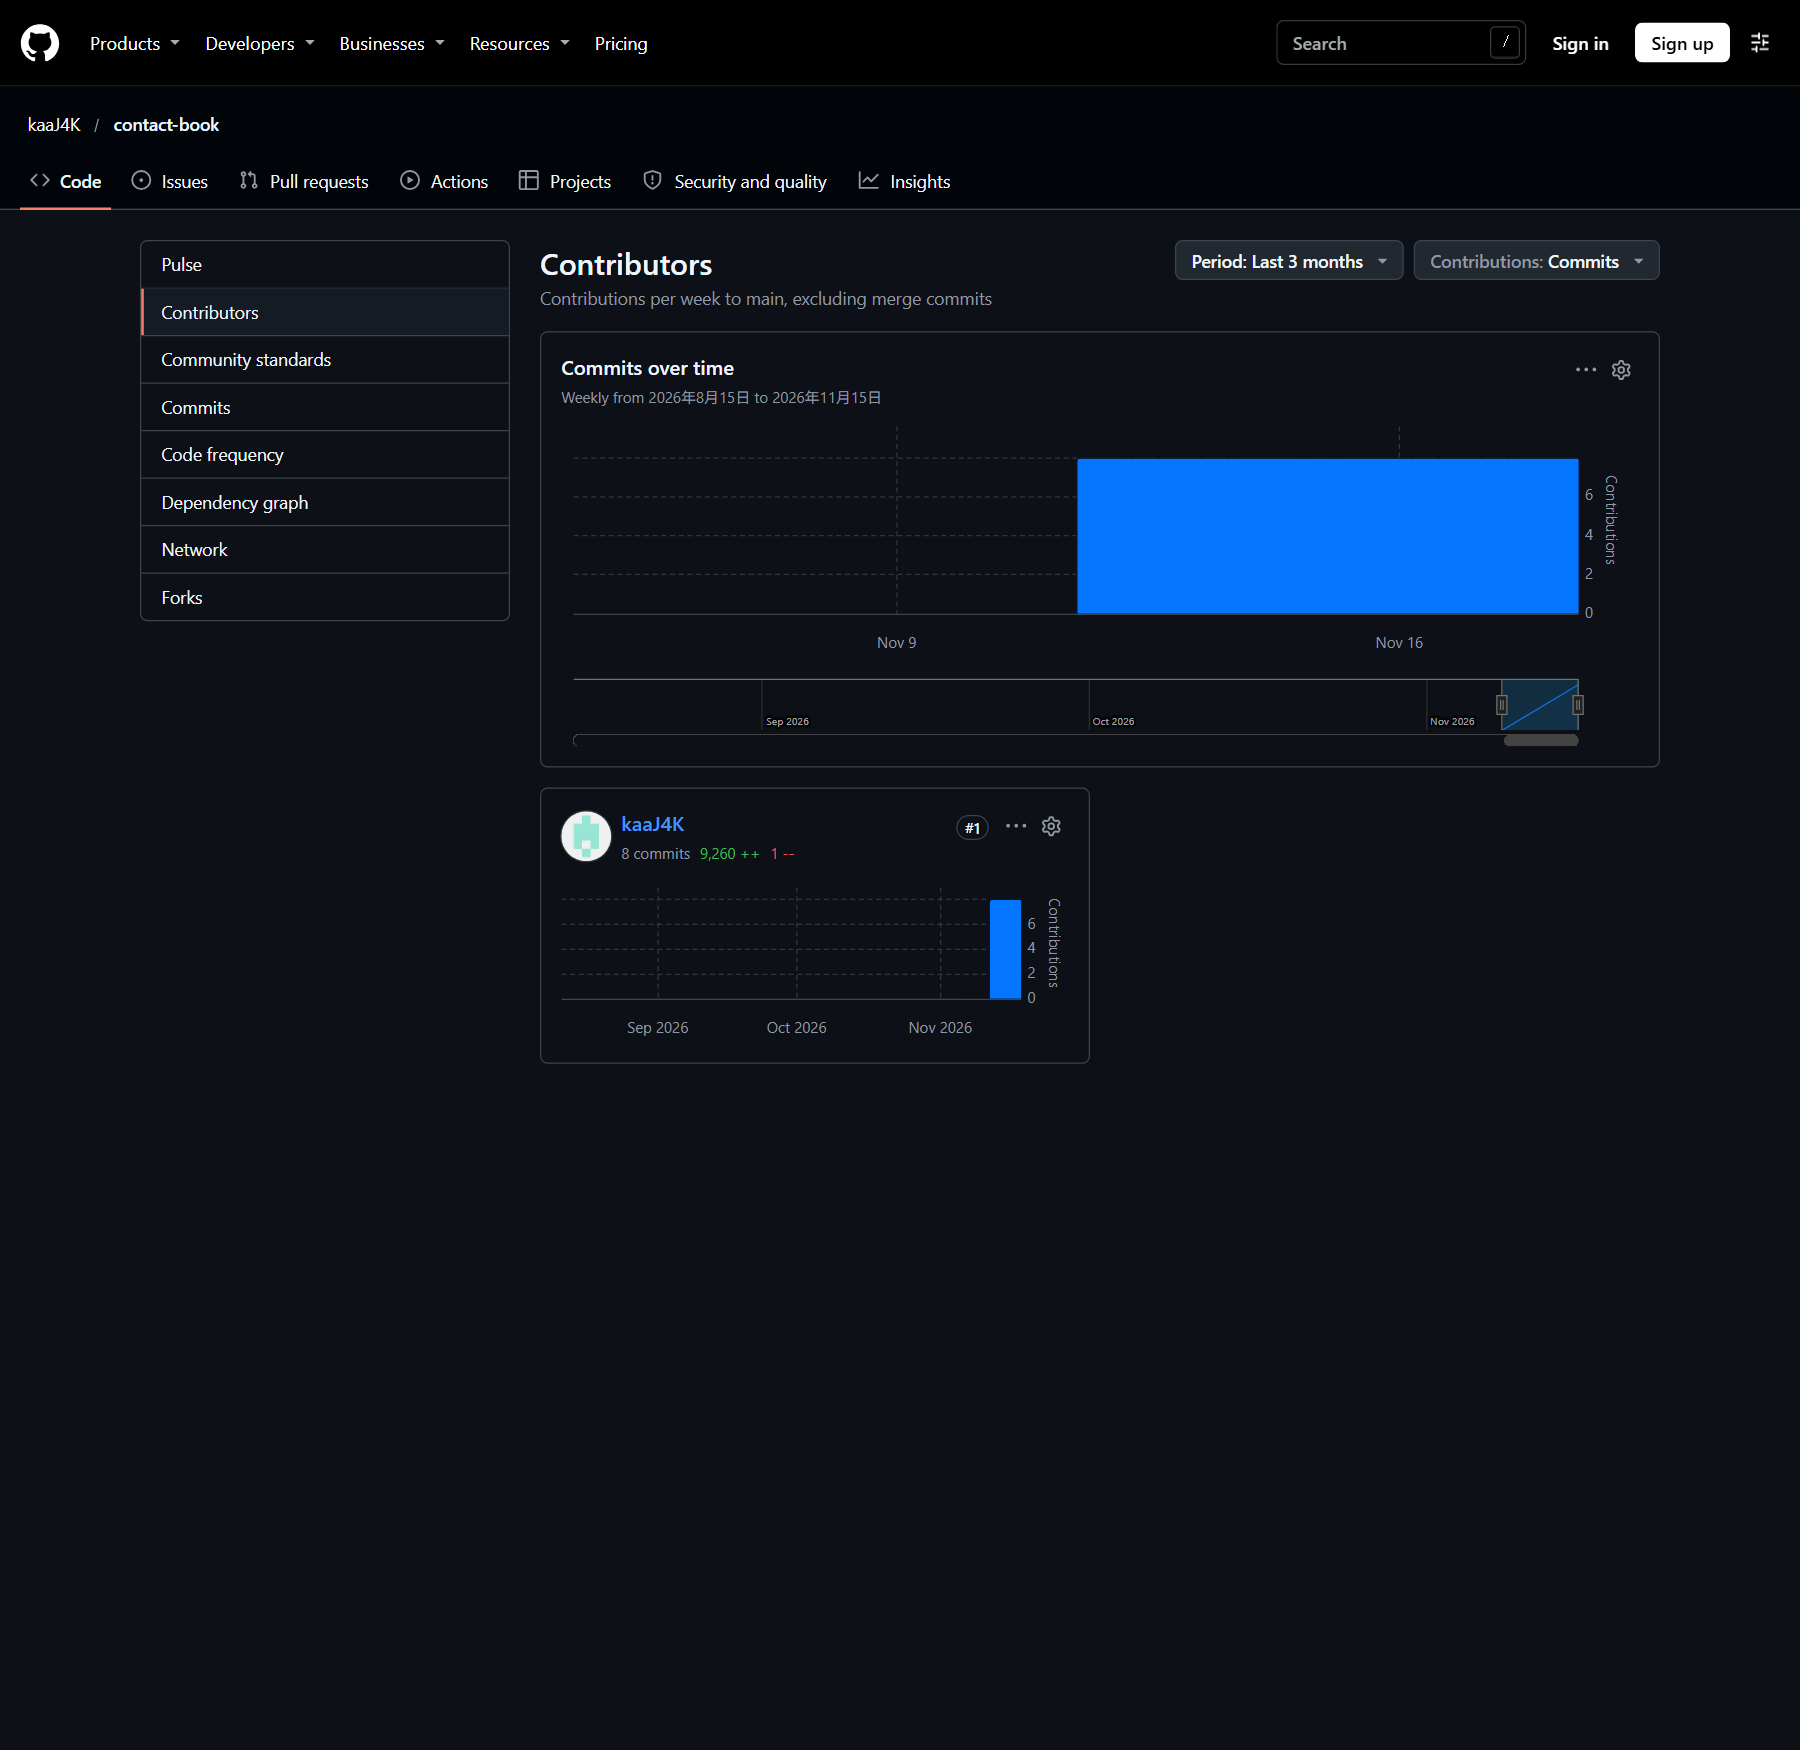 Products Developers Businesses Resources Pricing Search / Sign in Sign up
kaaJ4K / contact-book
Code Issues Pull requests Actions Projects Security and quality Insights
Pulse
Contributors
Community standards
Commits
Code frequency
Dependency graph
Network
Forks
Contributors
Period: Last 3 months Contributions: Commits
Contributions per week to main, excluding merge commits
Commits over time
Weekly from 2026年8月15日 to 2026年11月15日
6
4
2
0
Contributions
Nov 9 Nov 16
Sep 2026 Oct 2026 Nov 2026
kaaJ4K #1
8 commits 9,260 ++ 1 --
6
4
2
0
Contributions
Sep 2026 Oct 2026 Nov 2026